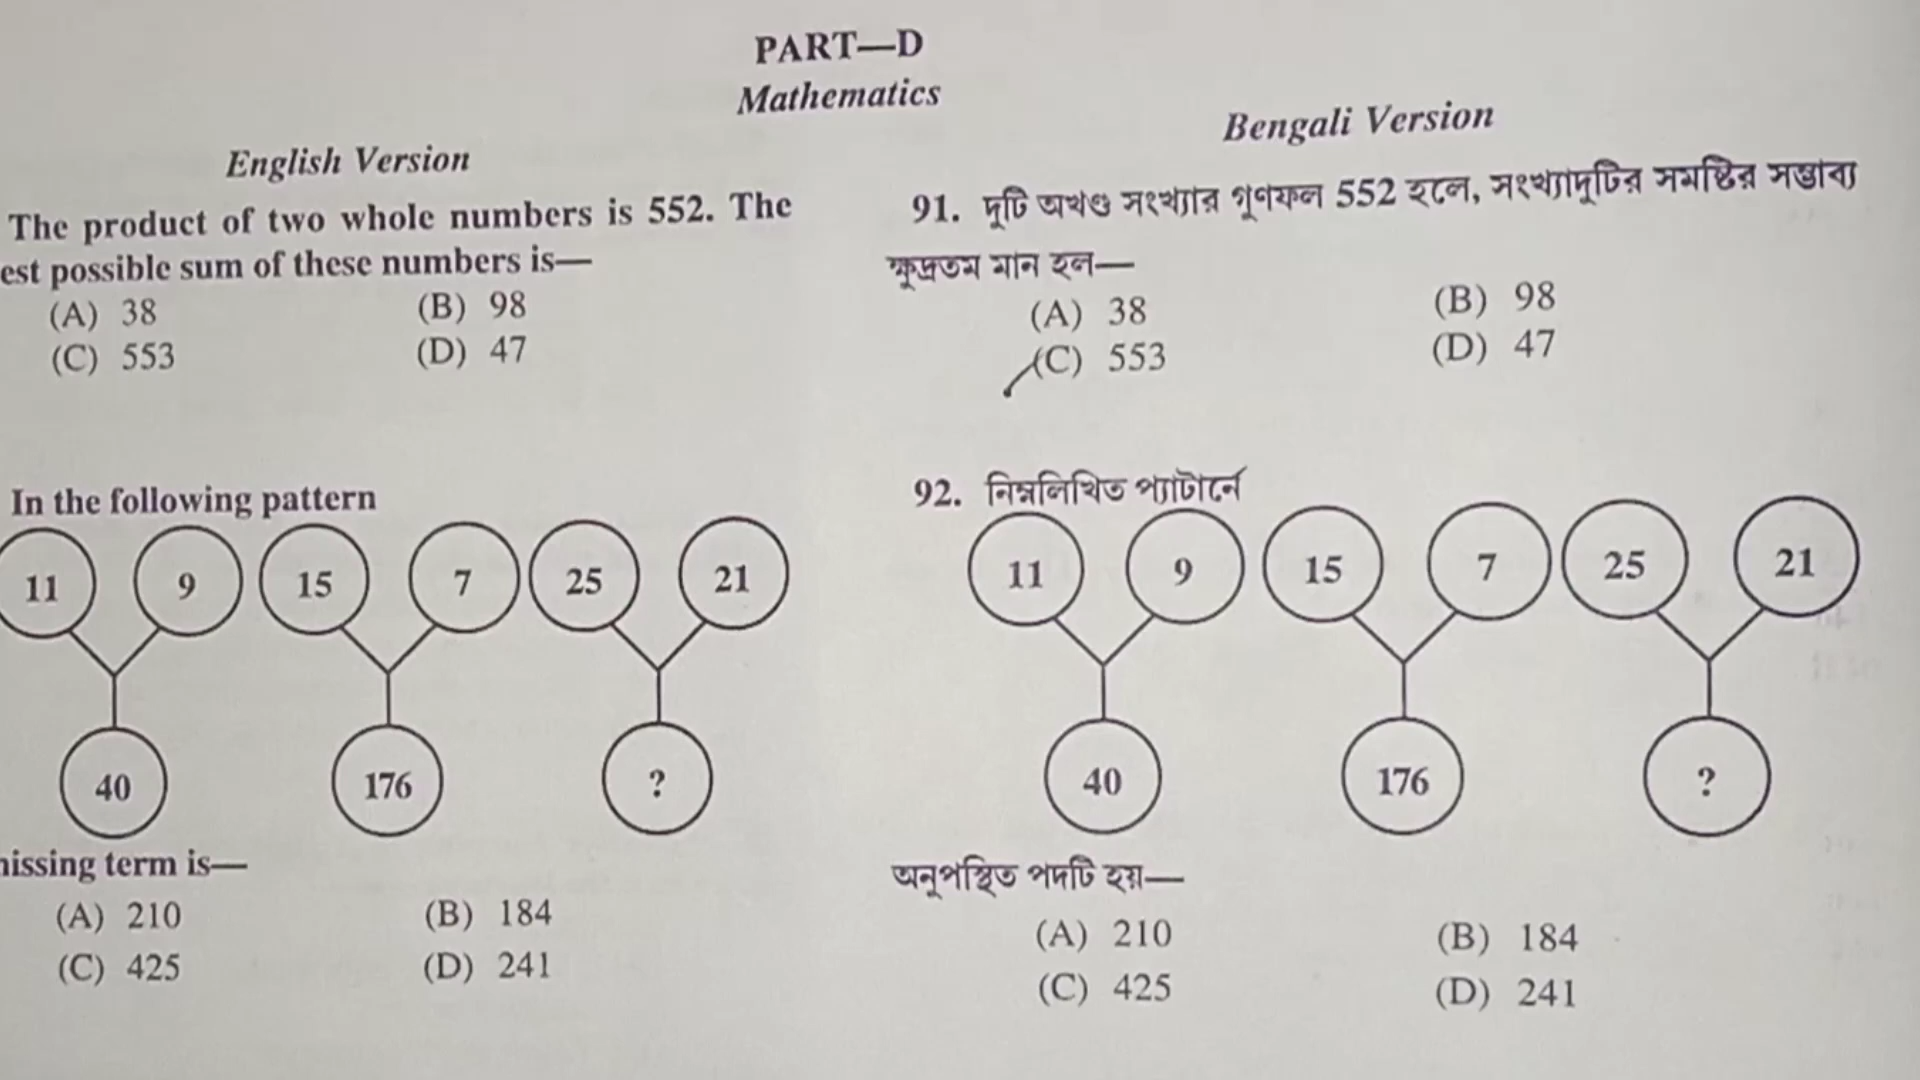 PART—D
Mathematics
English Version
The product of two whole numbers is 552. The
est possible sum of these numbers is—
(A) 38 (B) 98
(C) 553 (D) 47
In the following pattern
11 9 15 7 25 21
40 176 ?
issing term is—
(A) 210 (B) 184
(C) 425 (D) 241
Bengali Version
91. দুটি অখণ্ড সংখ্যার গুণফল 552 হলে, সংখ্যাদুটির সমষ্টির সম্ভাব্য
ক্ষুদ্রতম মান হল—
(A) 38 (B) 98
(C) 553 (D) 47
92. নিম্নলিখিত প্যাটার্নে
11 9 15 7 25 21
40 176 ?
অনুপস্থিত পদটি হয়—
(A) 210 (B) 184
(C) 425 (D) 241